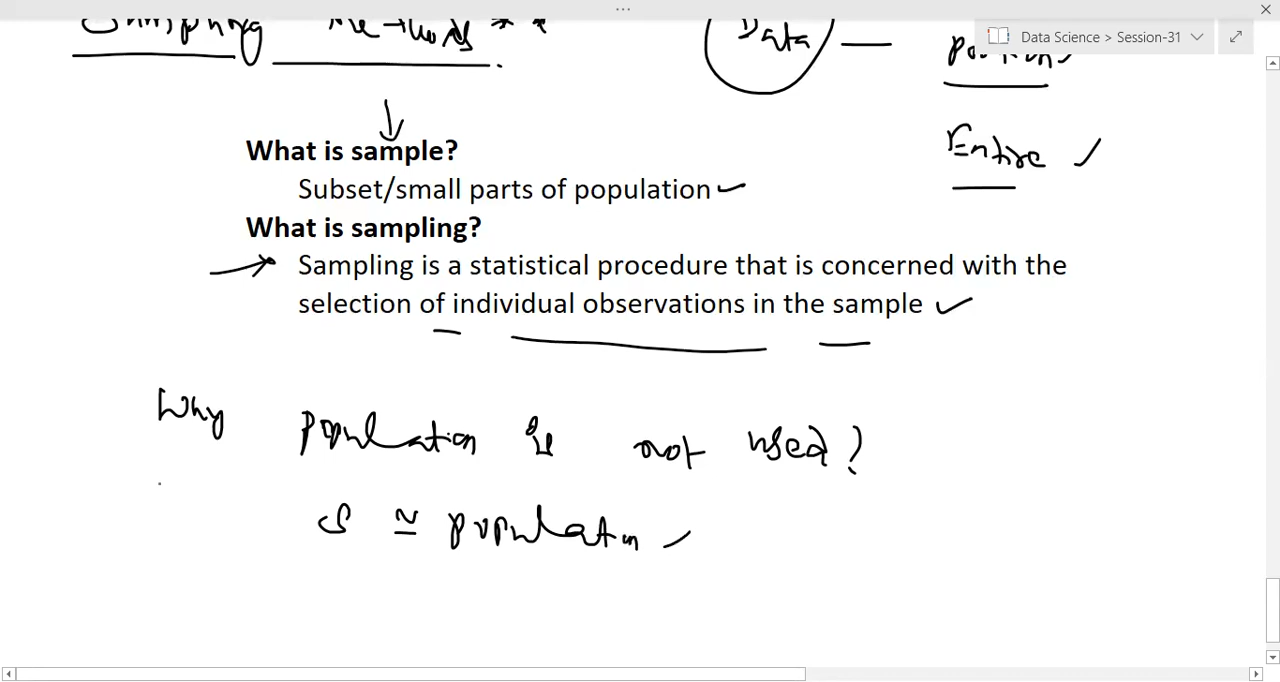 Sampling Methods * *
Data
Data Science > Session-31
Entire ✓
What is sample?
Subset/small parts of population
What is sampling?
Sampling is a statistical procedure that is concerned with the
selection of individual observations in the sample
Why population is not used?
S ≅ population